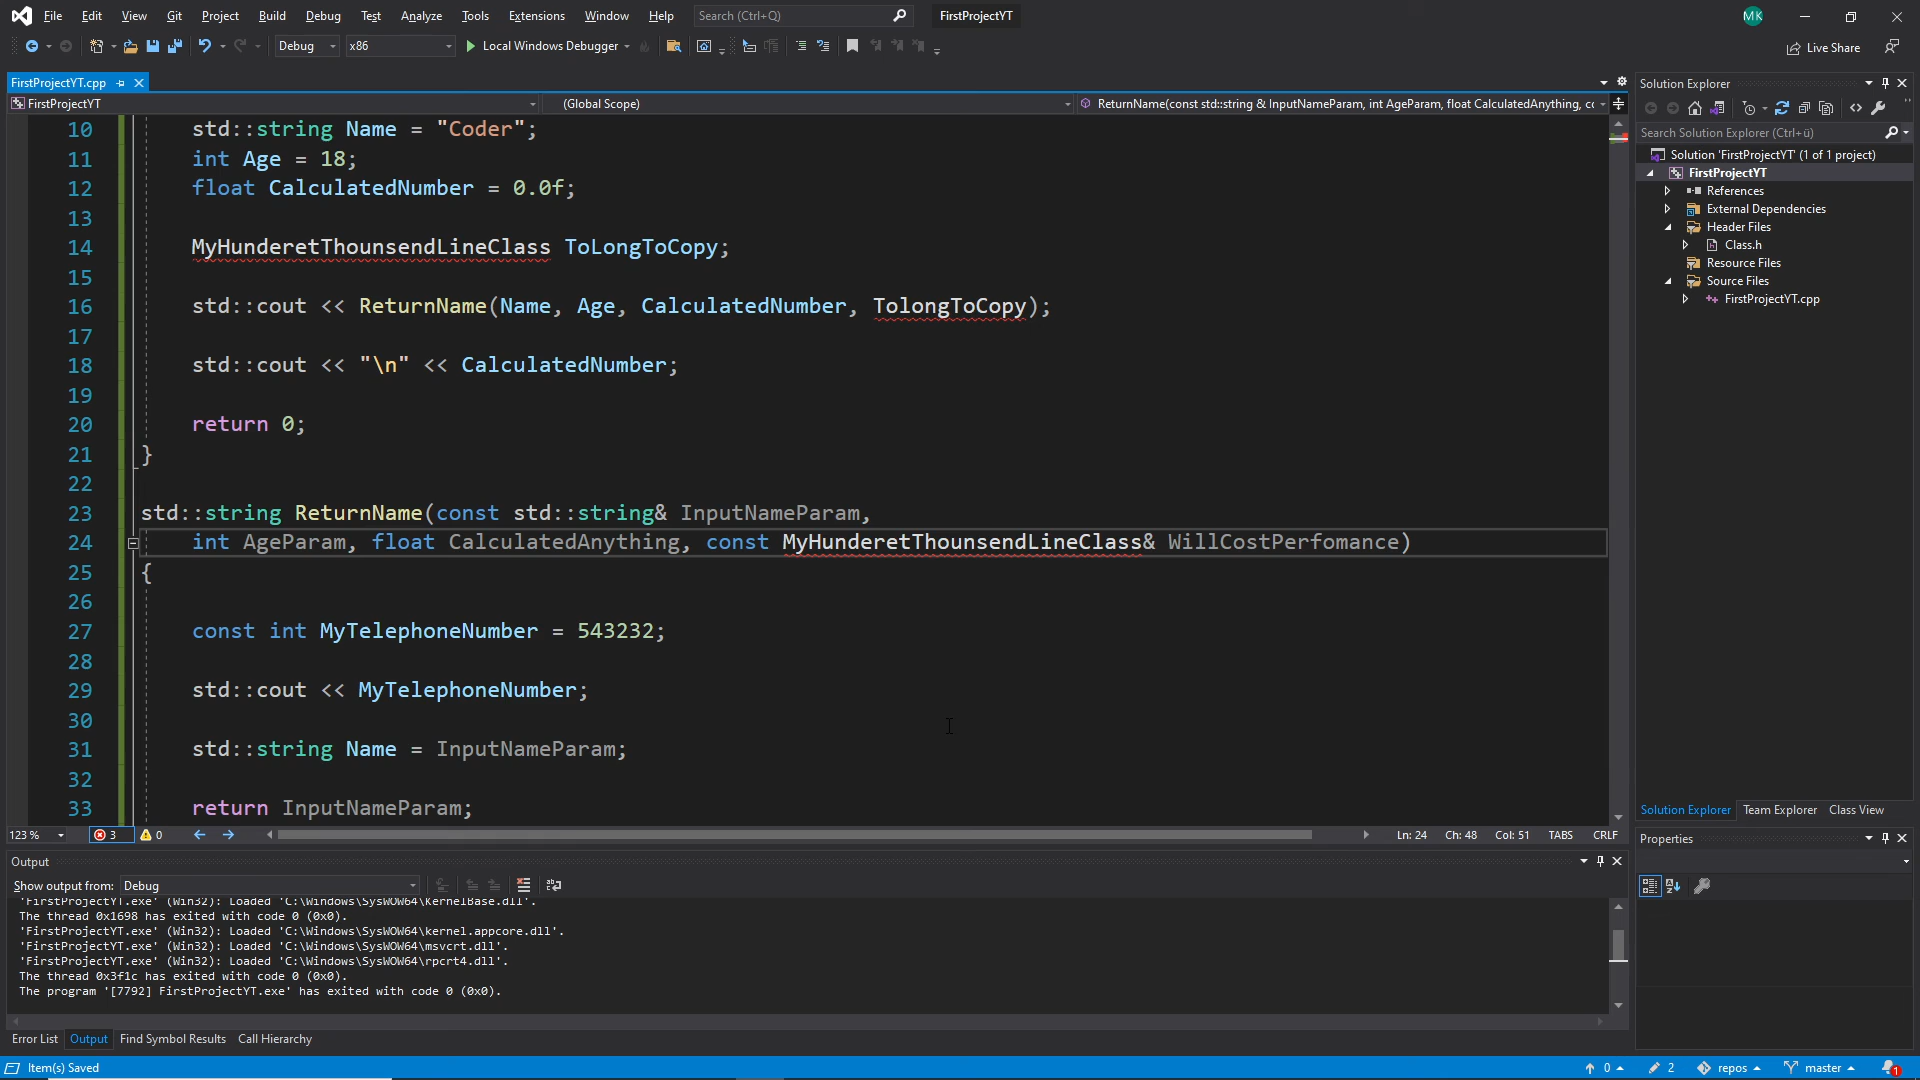 File Edit View Git Project Build Debug Test Analyze Tools Extensions Window Help Search (Ctrl+Q) FirstProjectYT MK
Debug x86 Local Windows Debugger Live Share
FirstProjectYT.cpp
FirstProjectYT (Global Scope) ReturnName(const std::string & InputNameParam, int AgeParam, float CalculatedAnything, cc
10 std::string Name = "Coder";
11 int Age = 18;
12 float CalculatedNumber = 0.0f;
13
14 MyHunderetThounsendLineClass ToLongToCopy;
15
16 std::cout << ReturnName(Name, Age, CalculatedNumber, TolongToCopy);
17
18 std::cout << "\n" << CalculatedNumber;
19
20 return 0;
21 }
22
23 std::string ReturnName(const std::string& InputNameParam,
24 int AgeParam, float CalculatedAnything, const MyHunderetThounsendLineClass& WillCostPerfomance)
25 {
26
27 const int MyTelephoneNumber = 543232;
28
29 std::cout << MyTelephoneNumber;
30
31 std::string Name = InputNameParam;
32
33 return InputNameParam;
123 % 3 0 Ln: 24 Ch: 48 Col: 51 TABS CRLF
Output
Show output from: Debug
'FirstProjectYT.exe' (Win32): Loaded 'C:\Windows\SysWOW64\KernelBase.dll'.
The thread 0x1698 has exited with code 0 (0x0).
'FirstProjectYT.exe' (Win32): Loaded 'C:\Windows\SysWOW64\kernel.appcore.dll'.
'FirstProjectYT.exe' (Win32): Loaded 'C:\Windows\SysWOW64\msvcrt.dll'.
'FirstProjectYT.exe' (Win32): Loaded 'C:\Windows\SysWOW64\rpcrt4.dll'.
The thread 0x3f1c has exited with code 0 (0x0).
The program '[7792] FirstProjectYT.exe' has exited with code 0 (0x0).
Error List Output Find Symbol Results Call Hierarchy
Solution Explorer
Search Solution Explorer (Ctrl+ü)
Solution 'FirstProjectYT' (1 of 1 project)
FirstProjectYT
References
External Dependencies
Header Files
Class.h
Resource Files
Source Files
FirstProjectYT.cpp
Solution Explorer Team Explorer Class View
Properties
Item(s) Saved 0 2 repos master 1